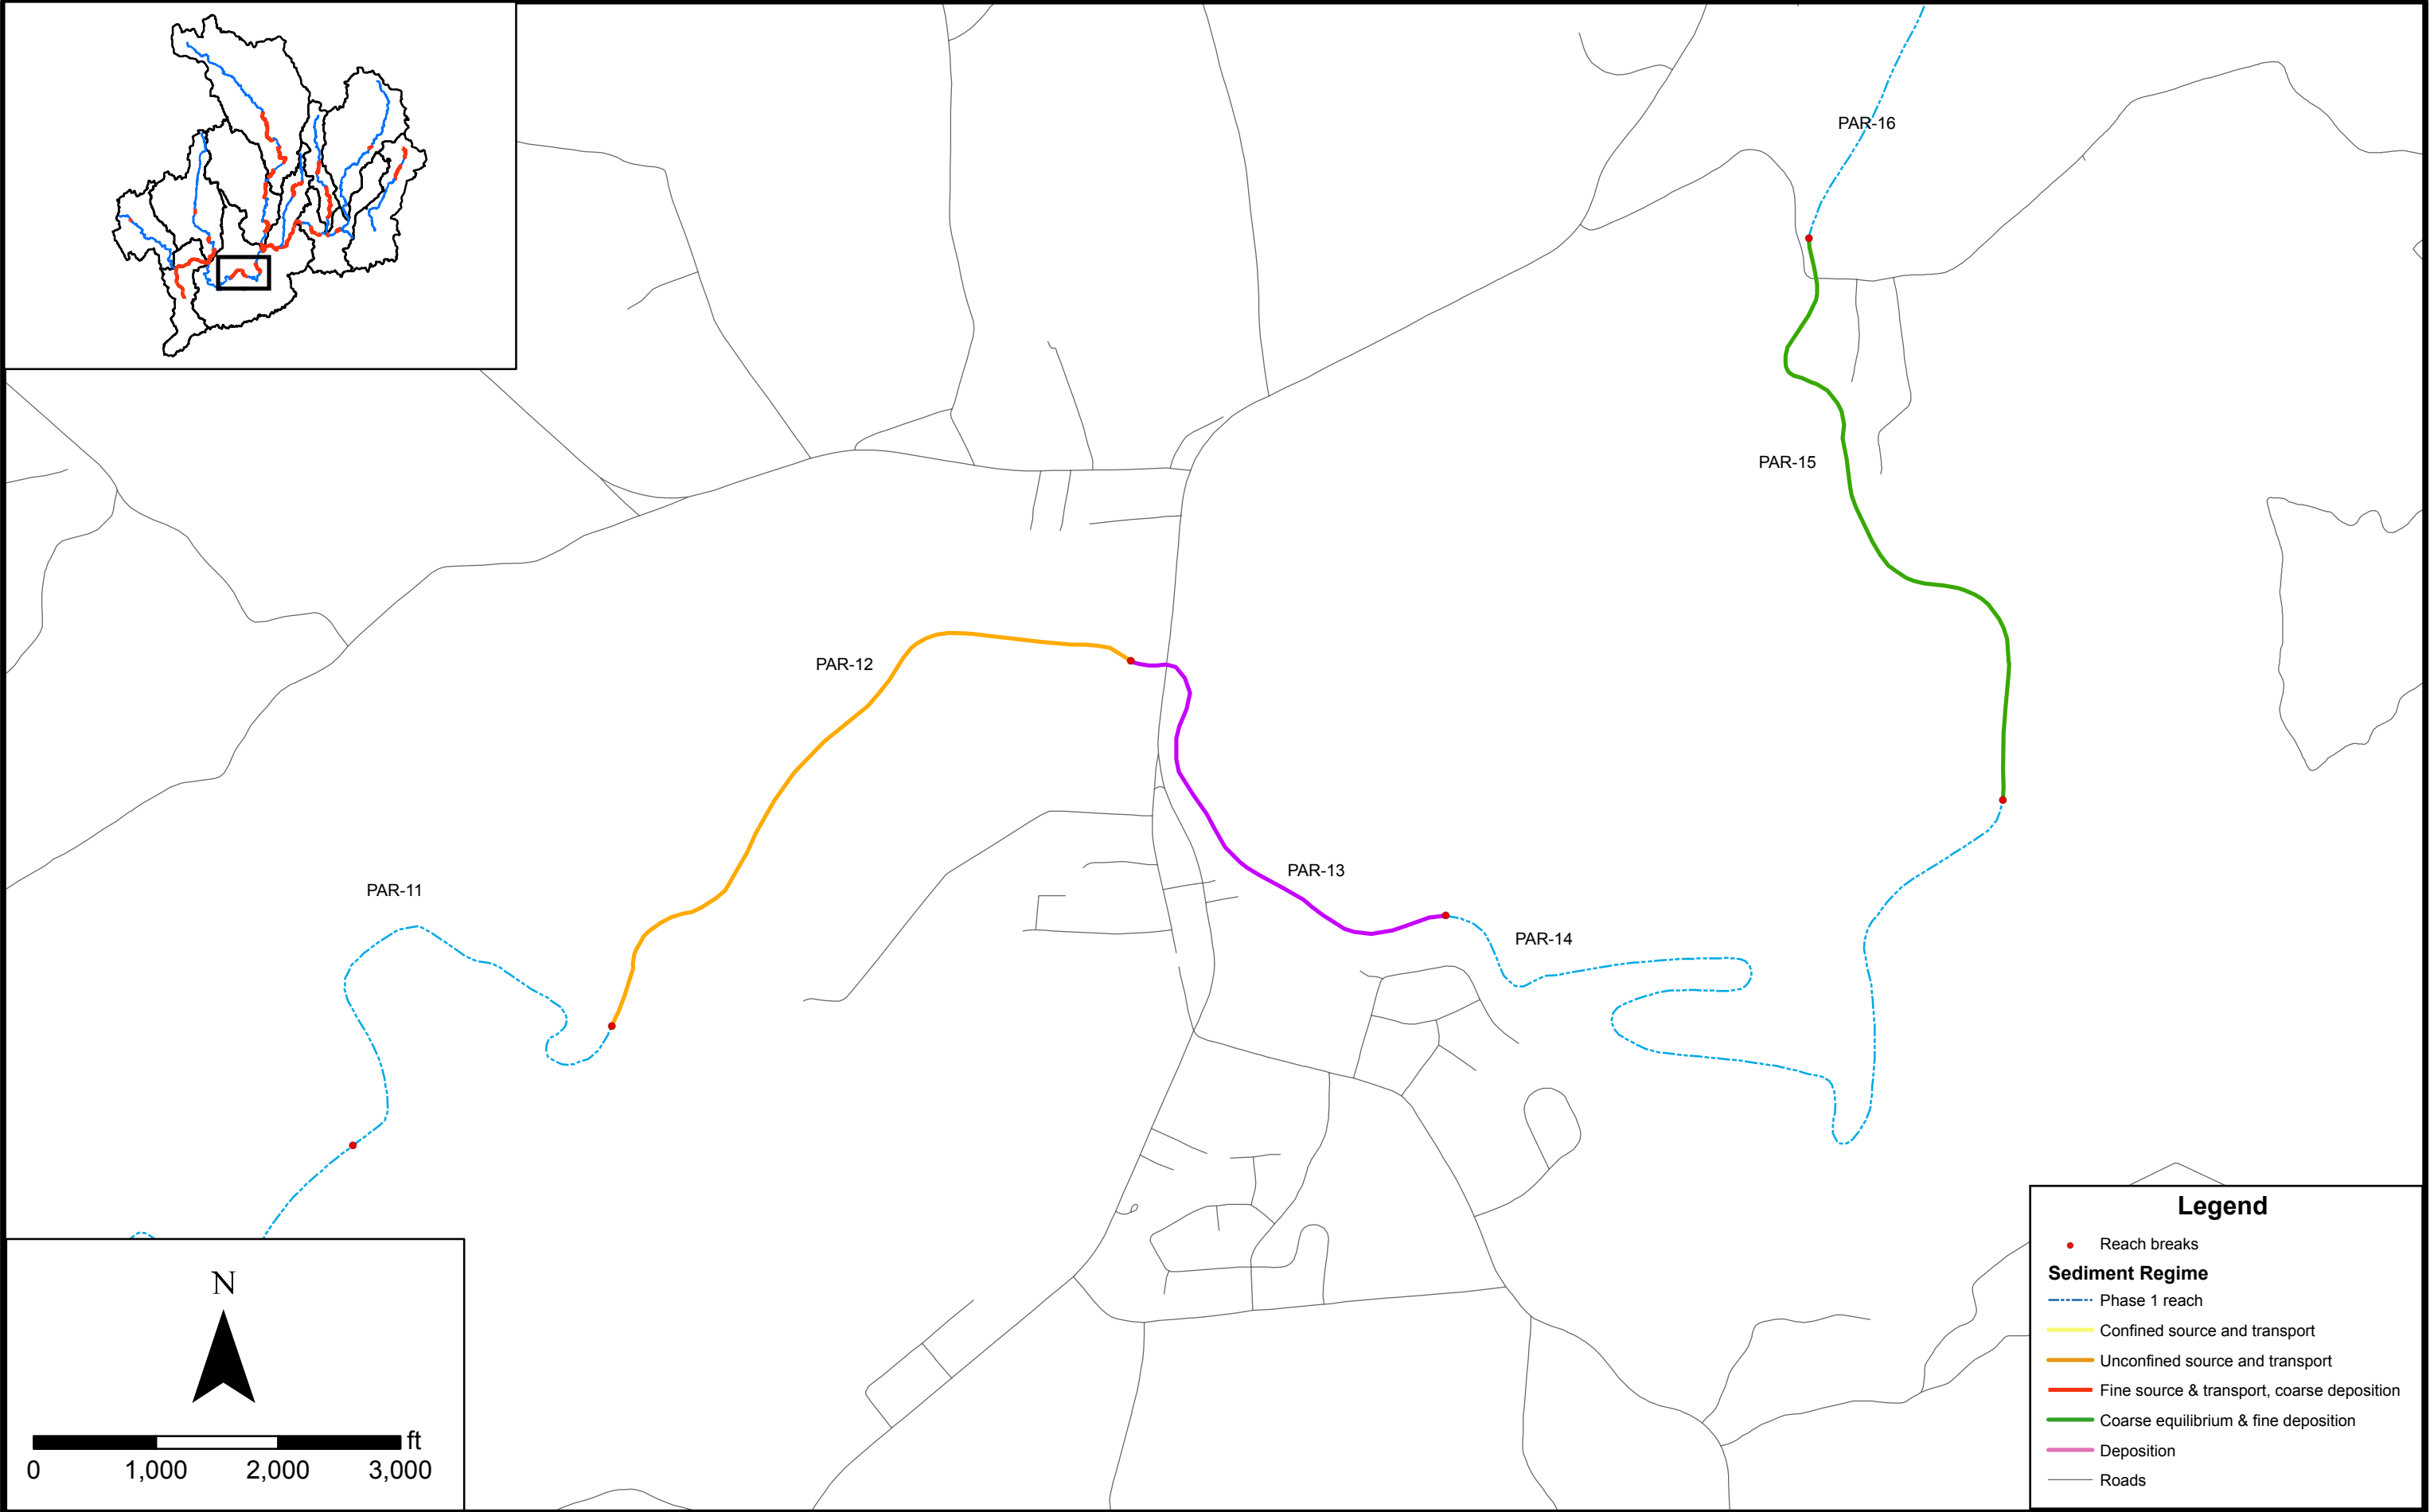 PAR-16
PAR-15
PAR-12
PAR-13
PAR-11
PAR-14
N
ft
0 1,000 2,000 3,000
Legend
Reach breaks
Sediment Regime
Phase 1 reach
Confined source and transport
Unconfined source and transport
Fine source & transport, coarse deposition
Coarse equilibrium & fine deposition
Deposition
Roads